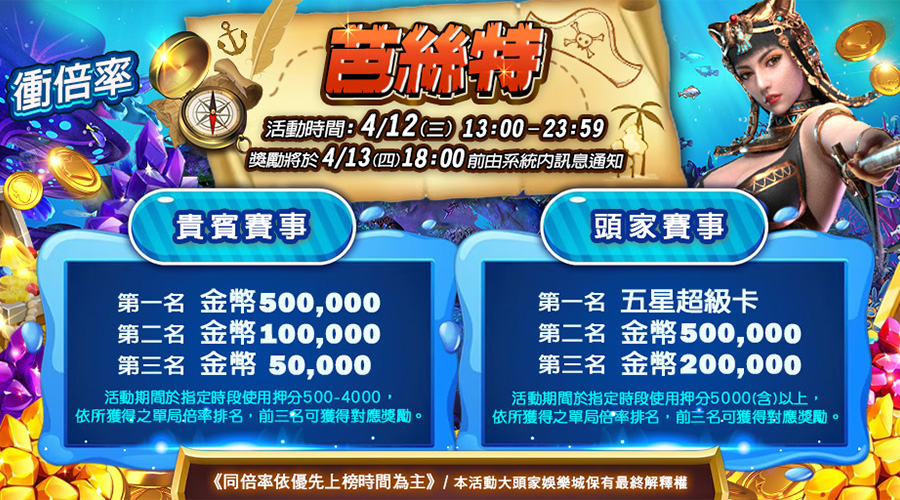 衝倍率
芭絲特
活動時間：4/12(三) 13:00-23:59
獎勵將於 4/13(四)18:00前由系統內訊息通知
貴賓賽事
第一名 金幣500,000
第二名 金幣100,000
第三名 金幣 50,000
活動期間於指定時段使用押分500-4000，
依所獲得之單局倍率排名，前三名可獲得對應獎勵。
頭家賽事
第一名 五星超級卡
第二名 金幣500,000
第三名 金幣200,000
活動期間於指定時段使用押分5000(含)以上，
依所獲得之單局倍率排名，前三名可獲得對應獎勵。
《同倍率依優先上榜時間為主》/ 本活動大頭家娛樂城保有最終解釋權